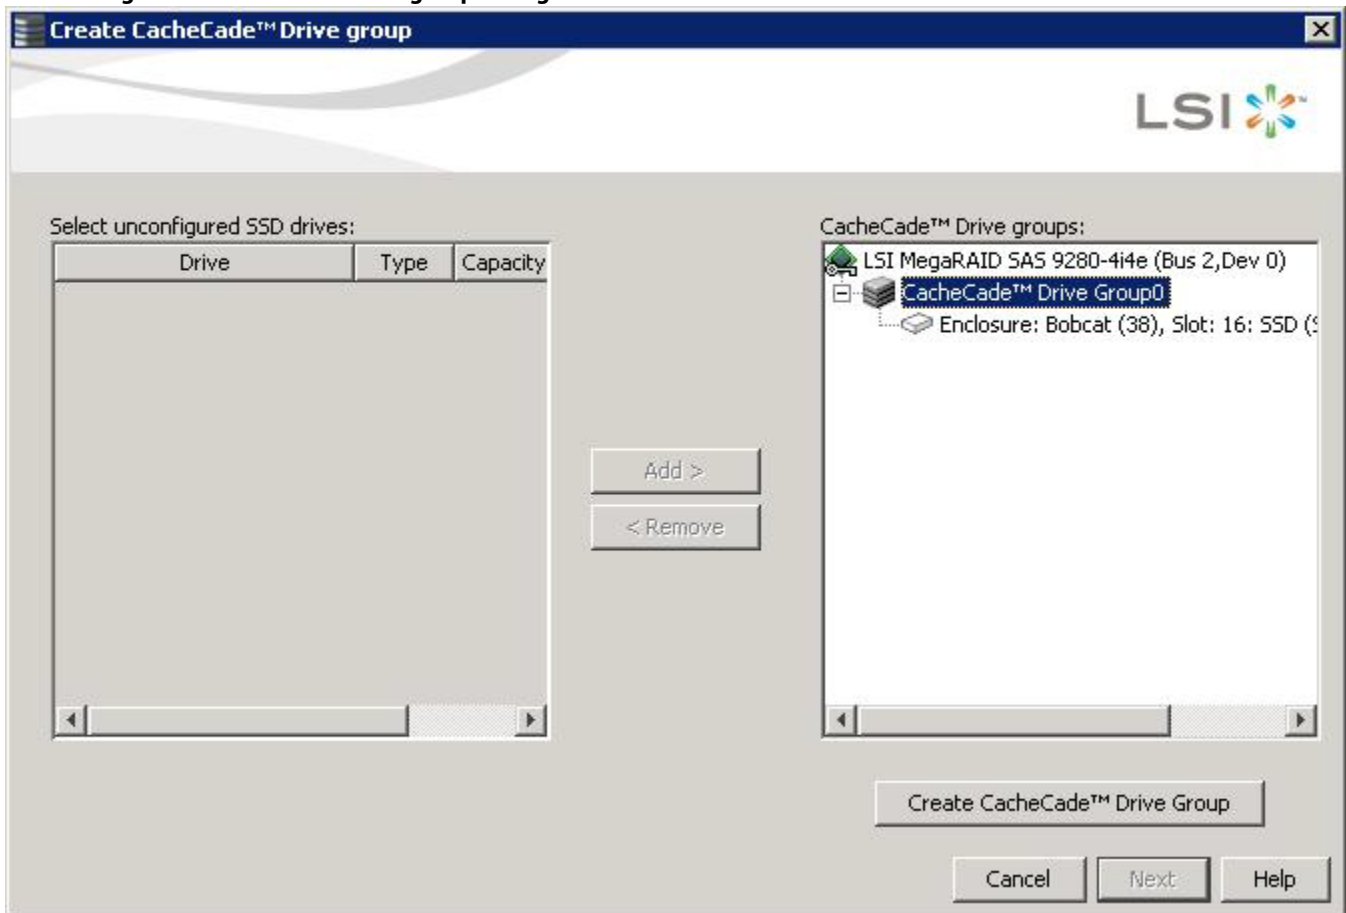 Create CacheCade™ Drive group
LSI
Select unconfigured SSD drives:
Drive Type Capacity
CacheCade™ Drive groups:
LSI MegaRAID SAS 9280-4i4e (Bus 2,Dev 0)
CacheCade™ Drive Group0
Enclosure: Bobcat (38), Slot: 16: SSD (
Add >
< Remove
Create CacheCade™ Drive Group
Cancel Next Help